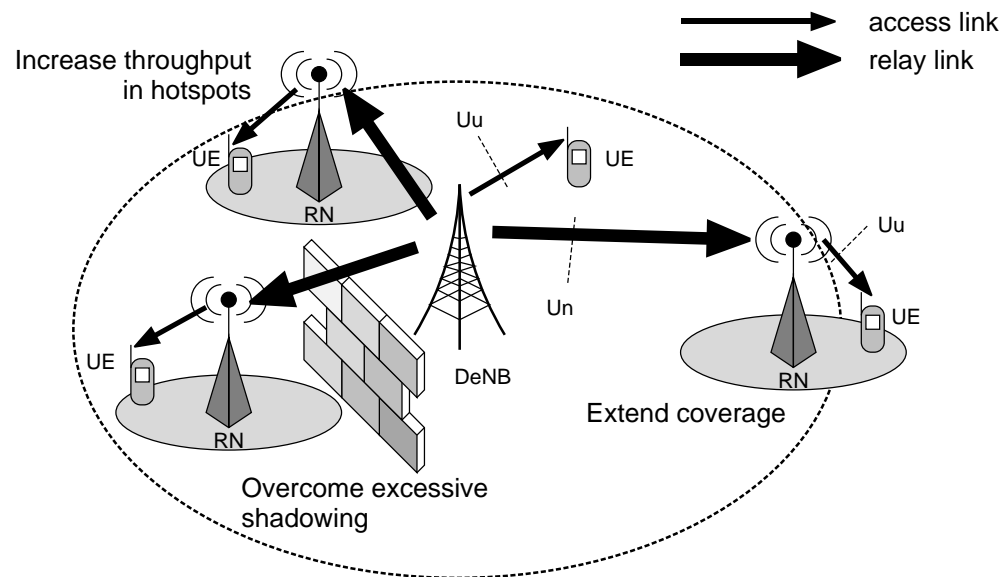 access link
relay link
Increase throughput
in hotspots
Uu
UE
UE
RN
Uu
Un
UE
UE
DeNB
RN
RN
Extend coverage
Overcome excessive
shadowing